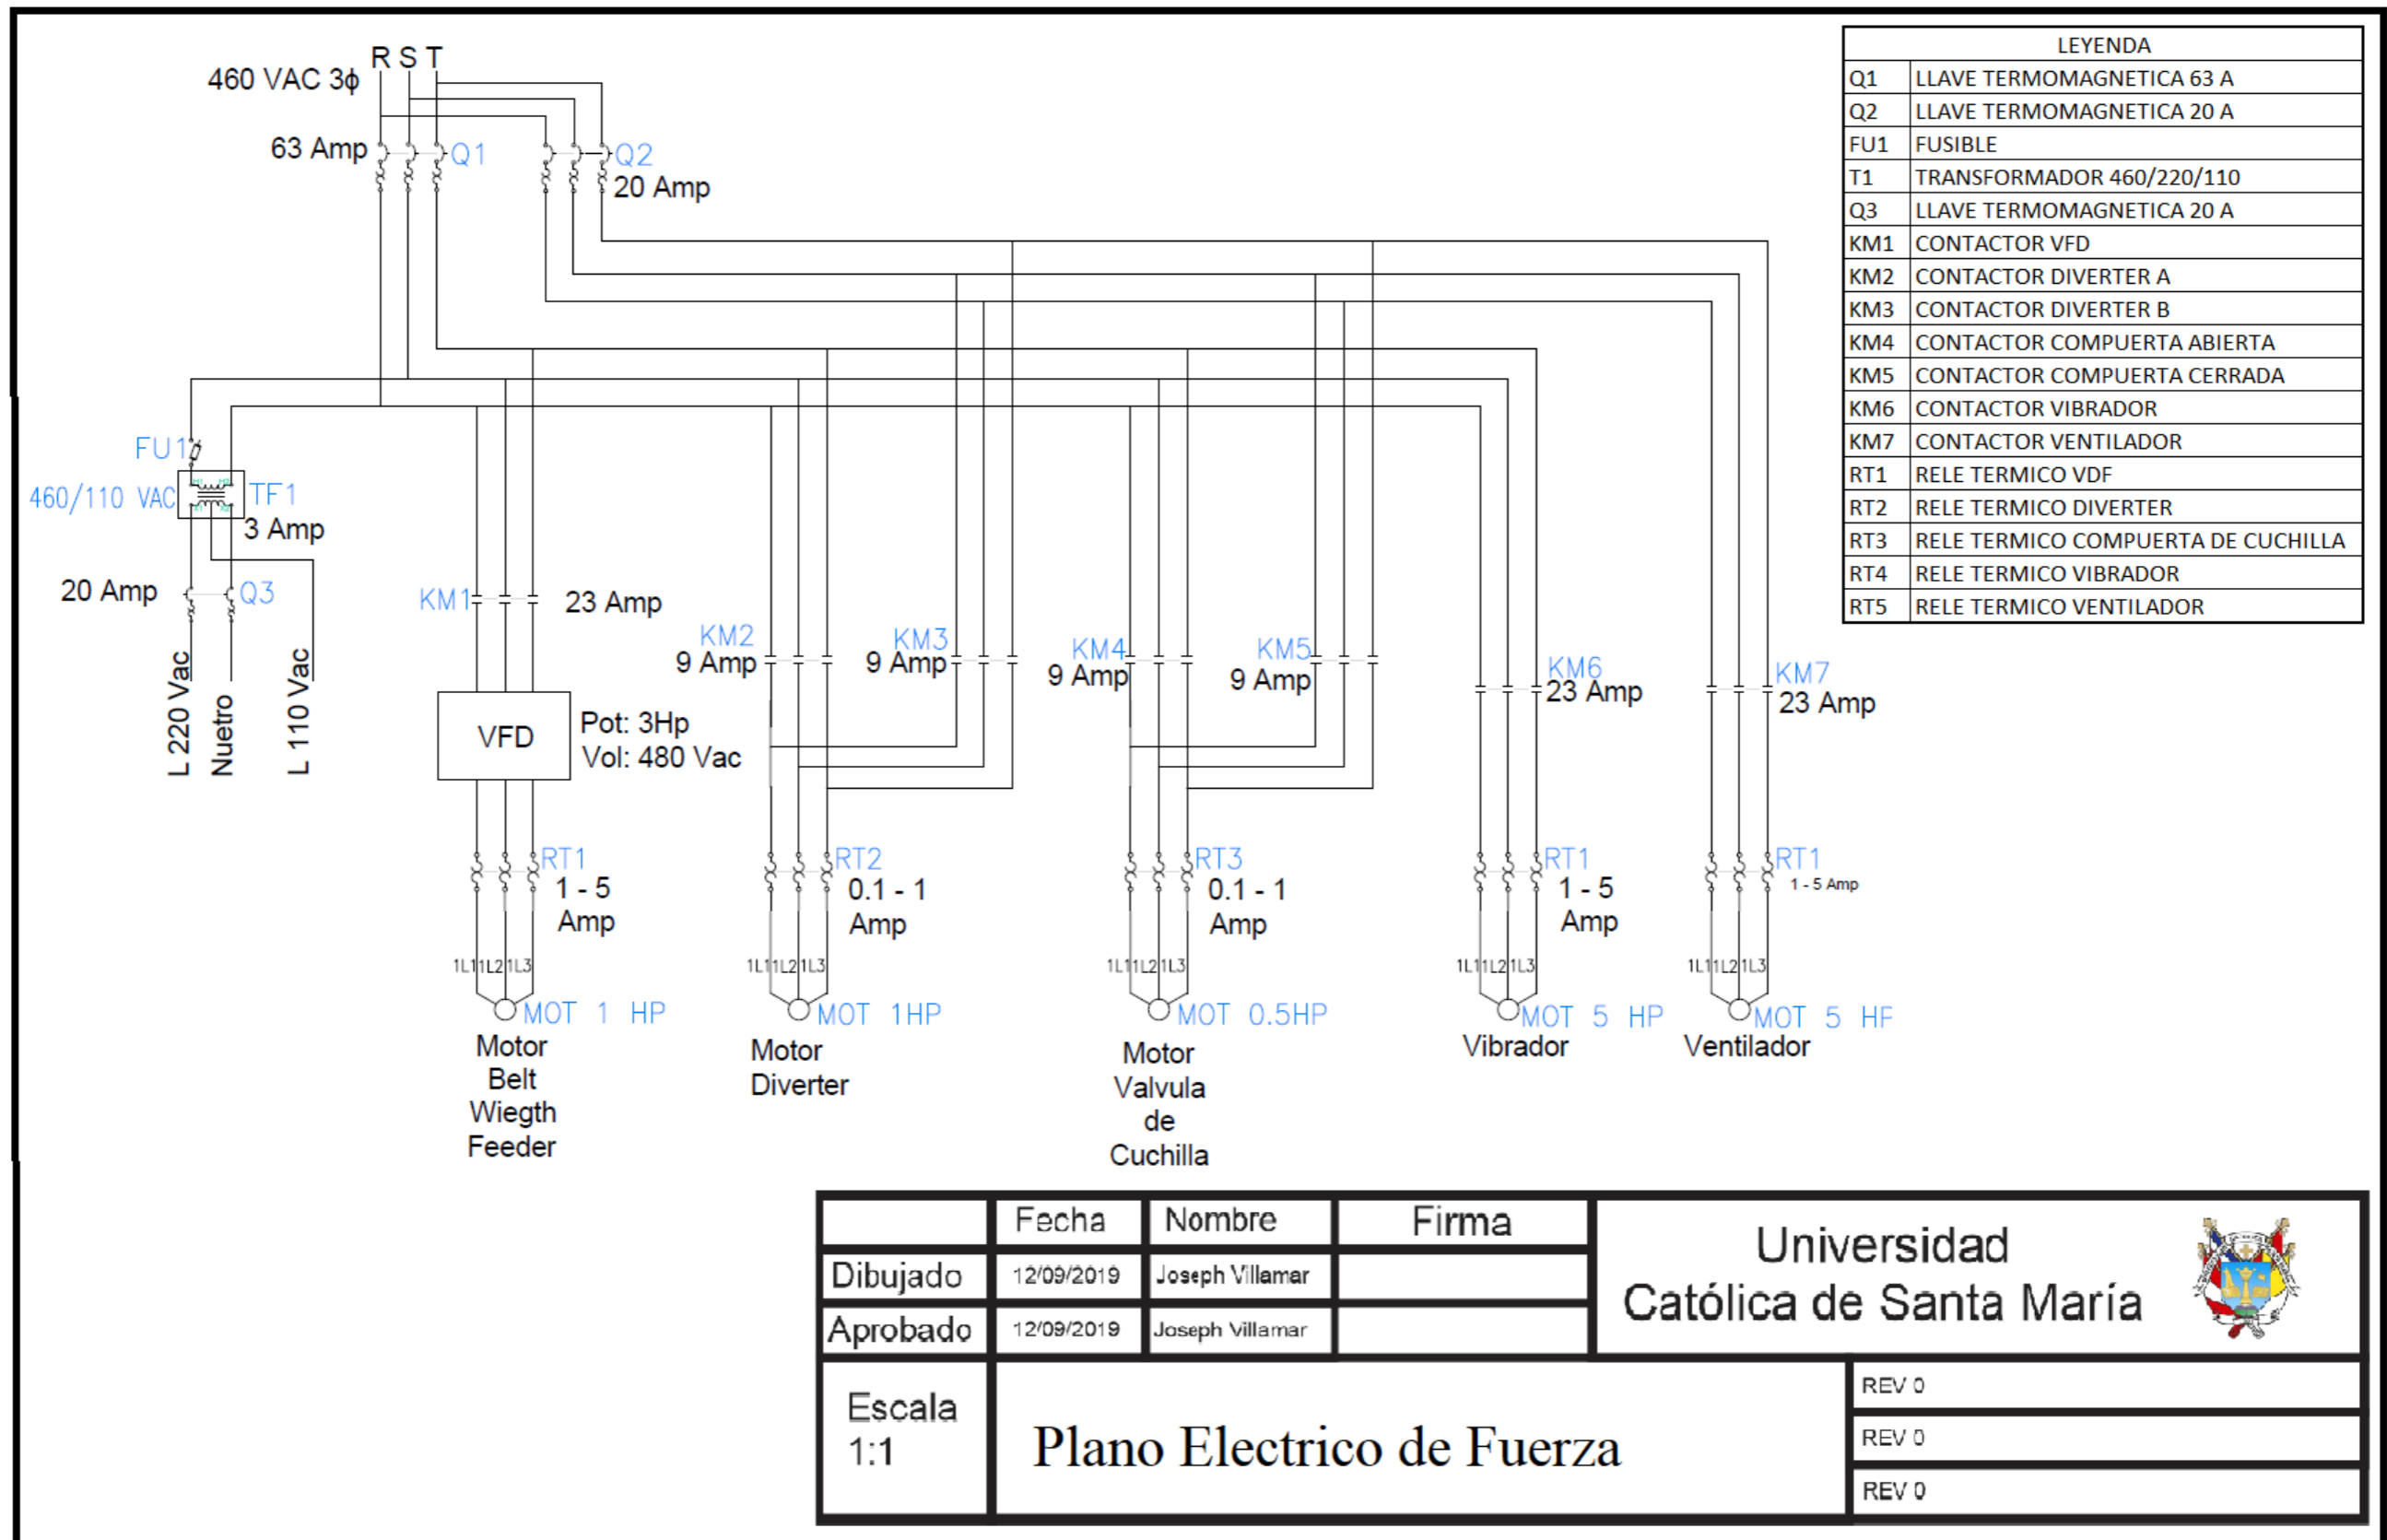 R S T
460 VAC 3ϕ
63 Amp
Q1
Q2
20 Amp
LEYENDA
Q1 LLAVE TERMOMAGNETICA 63 A
Q2 LLAVE TERMOMAGNETICA 20 A
FU1 FUSIBLE
T1 TRANSFORMADOR 460/220/110
Q3 LLAVE TERMOMAGNETICA 20 A
KM1 CONTACTOR VFD
KM2 CONTACTOR DIVERTER A
KM3 CONTACTOR DIVERTER B
KM4 CONTACTOR COMPUERTA ABIERTA
KM5 CONTACTOR COMPUERTA CERRADA
KM6 CONTACTOR VIBRADOR
KM7 CONTACTOR VENTILADOR
RT1 RELE TERMICO VDF
RT2 RELE TERMICO DIVERTER
RT3 RELE TERMICO COMPUERTA DE CUCHILLA
RT4 RELE TERMICO VIBRADOR
RT5 RELE TERMICO VENTILADOR
FU1
460/110 VAC
TF1
3 Amp
20 Amp
Q3
L 220 Vac
Nuetro
L 110 Vac
KM1
23 Amp
KM2
9 Amp
KM3
9 Amp
KM4
9 Amp
KM5
9 Amp
KM6
23 Amp
KM7
23 Amp
VFD
Pot: 3Hp
Vol: 480 Vac
RT1
1 - 5
Amp
RT2
0.1 - 1
Amp
RT3
0.1 - 1
Amp
RT1
1 - 5
Amp
RT1
1 - 5 Amp
1L1 1L2 1L3
1L1 1L2 1L3
1L1 1L2 1L3
1L1 1L2 1L3
1L1 1L2 1L3
MOT 1 HP
Motor
Belt
Wiegth
Feeder
MOT 1HP
Motor
Diverter
MOT 0.5HP
Motor
Valvula
de
Cuchilla
MOT 5 HP
Vibrador
MOT 5 HF
Ventilador
Fecha Nombre Firma
Dibujado 12/09/2019 Joseph Villamar
Aprobado 12/09/2019 Joseph Villamar
Universidad
Católica de Santa María
Escala
1:1
Plano Electrico de Fuerza
REV 0
REV 0
REV 0